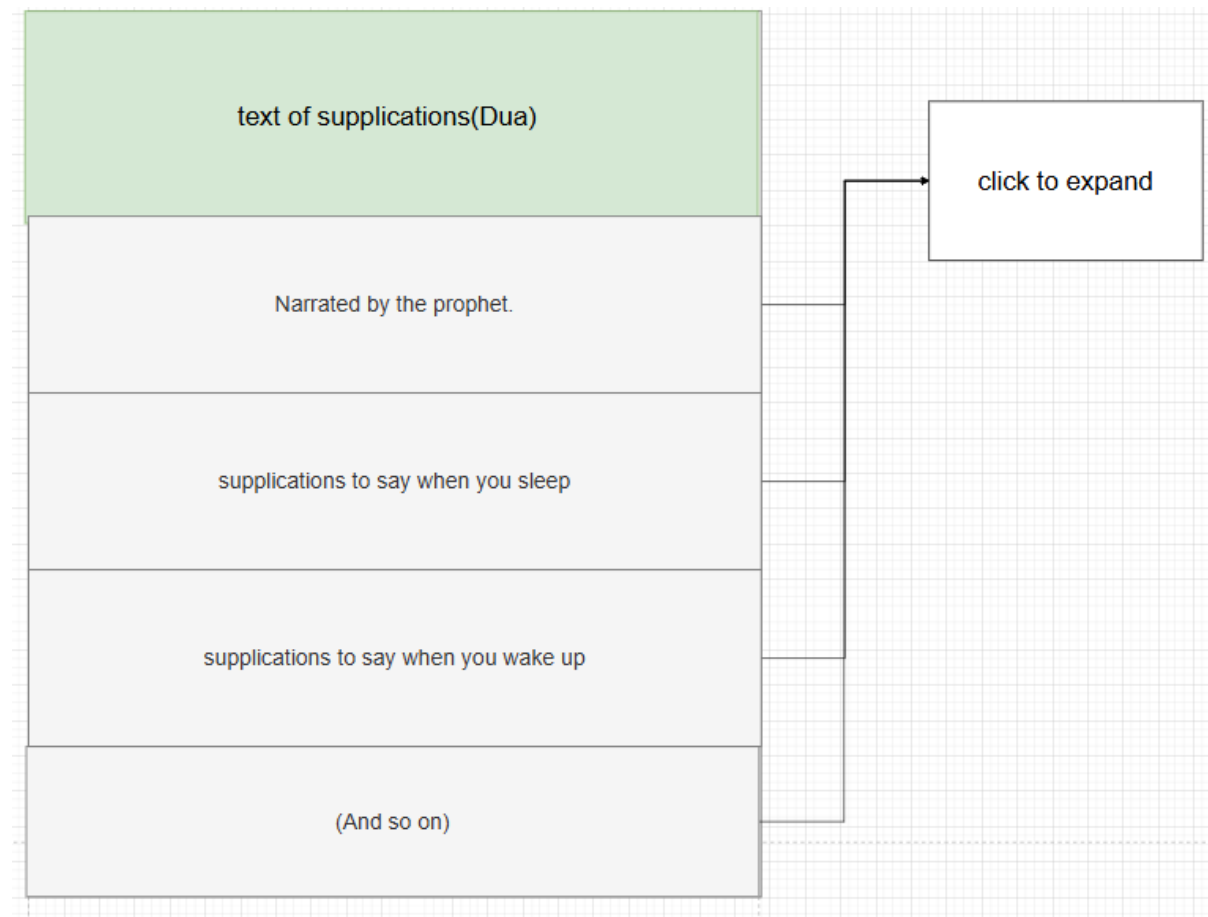 text of supplications(Dua)
click to expand
Narrated by the prophet.
supplications to say when you sleep
supplications to say when you wake up
(And so on)